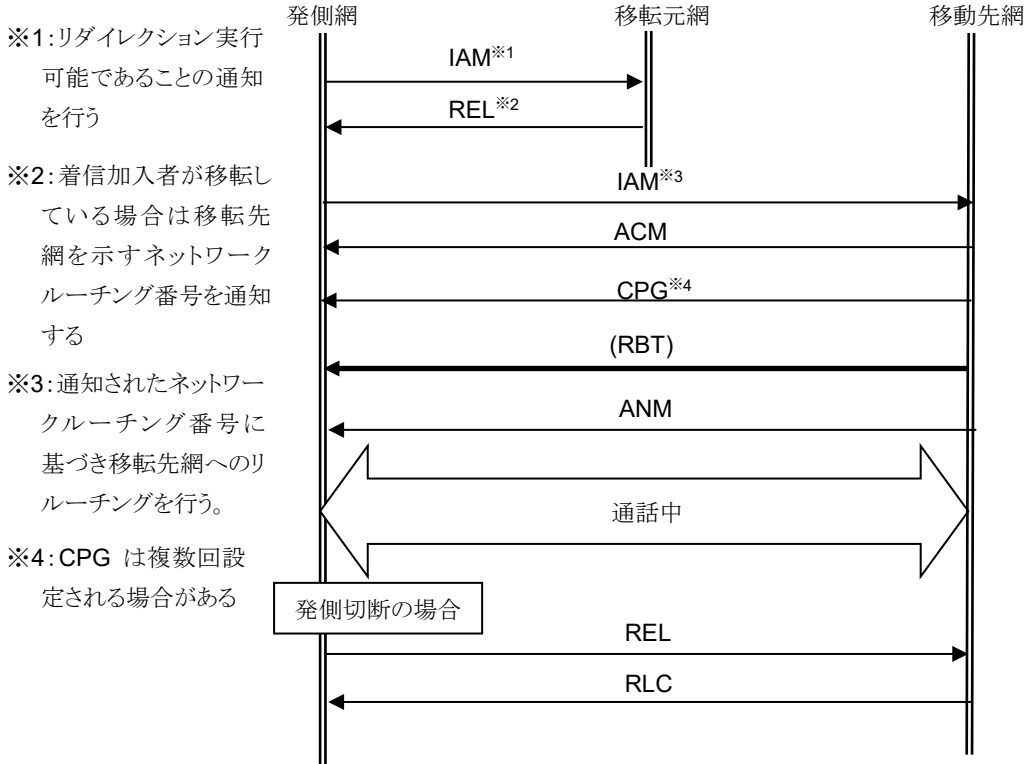 発側網
移転元網
移動先網
※1:リダイレクション実行
可能であることの通知
を行う
※2:着信加入者が移転し
ている場合は移転先
網を示すネットワーク
ルーチング番号を通知
する
※3:通知されたネットワー
クルーチング番号に
基づき移転先網へのリ
ルーチングを行う。
※4:CPG は複数回設
定される場合がある
IAM※1
REL※2
IAM※3
ACM
CPG※4
(RBT)
ANM
通話中
発側切断の場合
REL
RLC